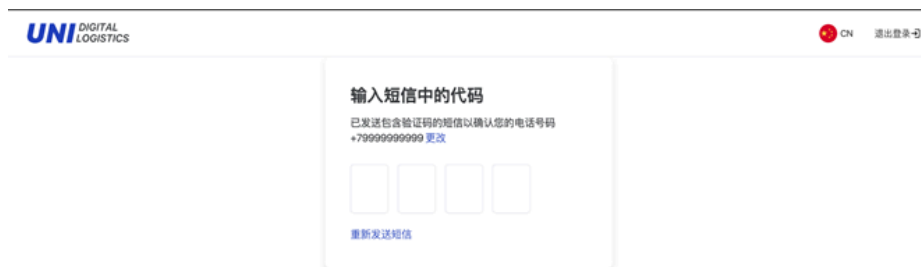 UNI DIGITAL LOGISTICS
CN 退出登录
输入短信中的代码
已发送包含验证码的短信以确认您的电话号码
+79999999999 更改
重新发送短信